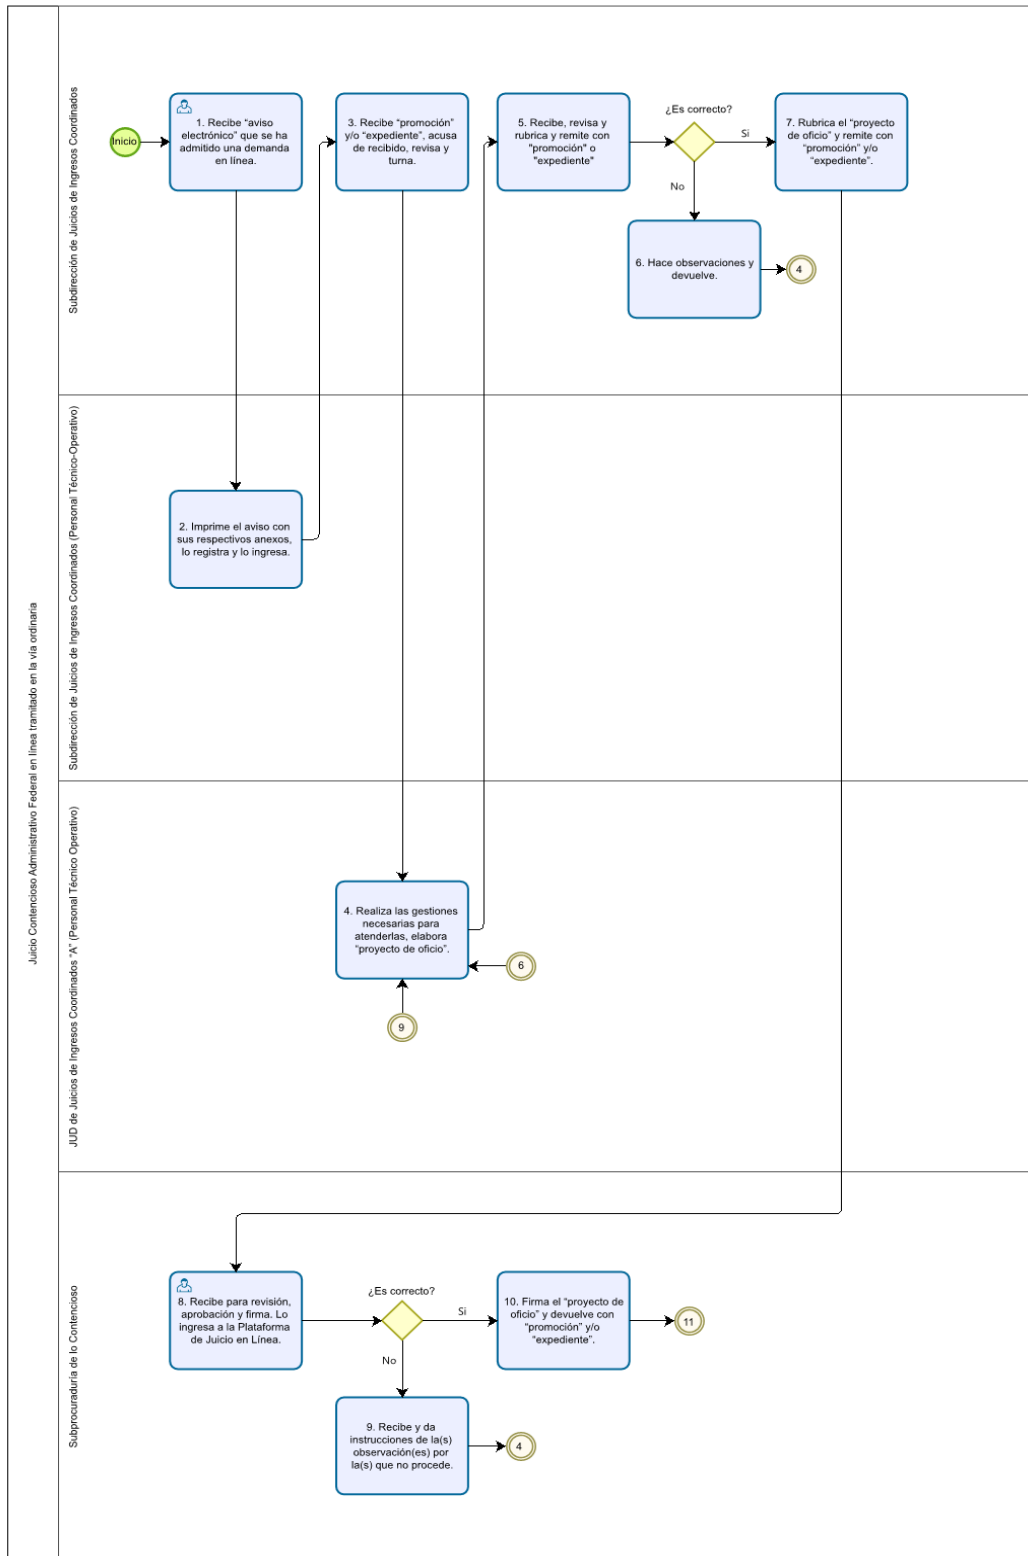 Juicio Contencioso Administrativo Federal en línea tramitado en la vía ordinaria
Subdirección de Juicios de Ingresos Coordinados
Inicio
1. Recibe “aviso
electrónico” que se ha
admitido una demanda
en línea.
3. Recibe “promoción”
y/o “expediente”, acusa
de recibido, revisa y
turna.
5. Recibe, revisa y
rubrica y remite con
"promoción" o
"expediente"
¿Es correcto?
Si
No
7. Rubrica el “proyecto
de oficio” y remite con
“promoción” y/o
“expediente”.
6. Hace observaciones y
devuelve.
4
Subdirección de Juicios de Ingresos Coordinados (Personal Técnico-Operativo)
2. Imprime el aviso con
sus respectivos anexos,
lo registra y lo ingresa.
JUD de Juicios de Ingresos Coordinados “A” (Personal Técnico Operativo)
4. Realiza las gestiones
necesarias para
atenderlas, elabora
“proyecto de oficio”.
6
9
Subprocuraduría de lo Contencioso
8. Recibe para revisión,
aprobación y firma. Lo
ingresa a la Plataforma
de Juicio en Línea.
¿Es correcto?
Si
No
10. Firma el “proyecto de
oficio” y devuelve con
“promoción” y/o
“expediente”.
11
9. Recibe y da
instrucciones de la(s)
observación(es) por
la(s) que no procede.
4